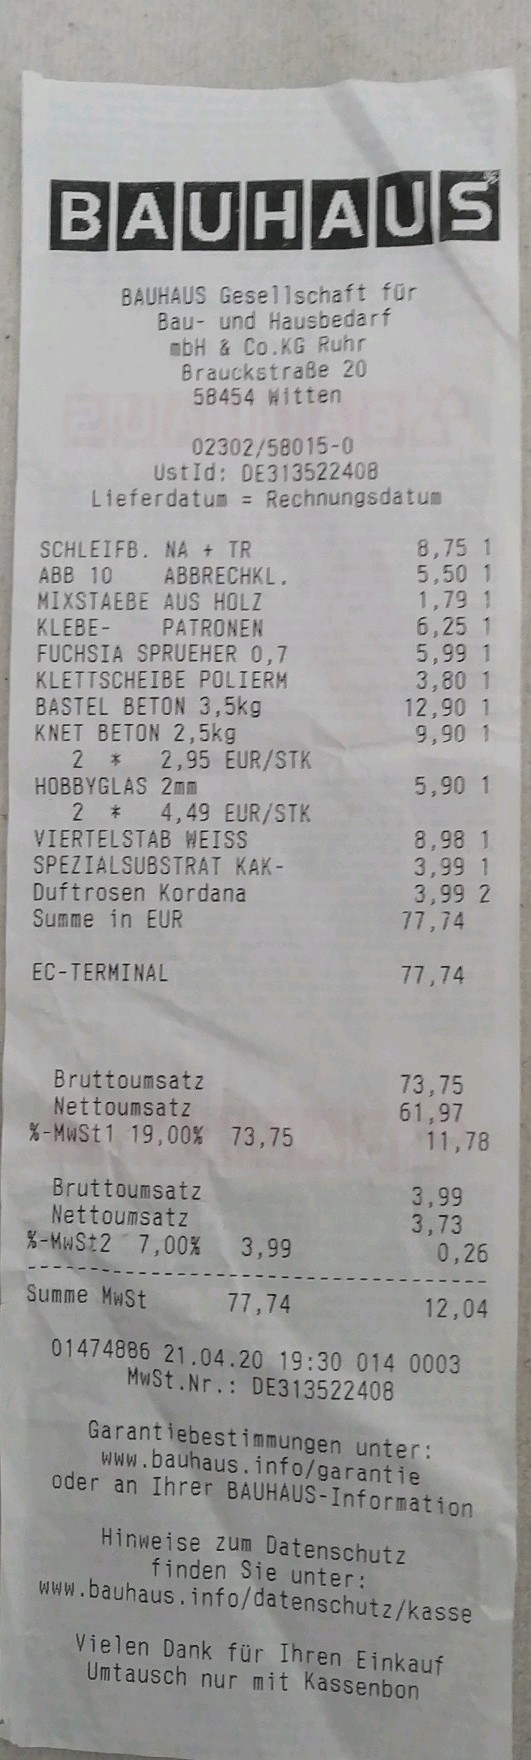 BAUHAUS
BAUHAUS Gesellschaft für
Bau- und Hausbedarf
mbH & Co.KG Ruhr
Brauckstraße 20
58454 Witten
02302/58015-0
UstId: DE313522408
Lieferdatum = Rechnungsdatum
SCHLEIFB. NA + TR 8,75 1
ABB 10 ABBRECHKL. 5,50 1
MIXSTAEBE AUS HOLZ 1,79 1
KLEBE- PATRONEN 6,25 1
FUCHSIA SPRUEHER 0,7 5,99 1
KLETTSCHEIBE POLIERM 3,80 1
BASTEL BETON 3,5kg 12,90 1
KNET BETON 2,5kg 9,90 1
2 * 2,95 EUR/STK
HOBBYGLAS 2mm 5,90 1
2 * 4,49 EUR/STK
VIERTELSTAB WEISS 8,98 1
SPEZIALSUBSTRAT KAK- 3,99 1
Duftrosen Kordana 3,99 2
Summe in EUR 77,74
EC-TERMINAL 77,74
Bruttoumsatz 73,75
Nettoumsatz 61,97
%-MwSt1 19,00% 73,75 11,78
Bruttoumsatz 3,99
Nettoumsatz 3,73
%-MwSt2 7,00% 3,99 0,26
Summe MwSt 77,74 12,04
01474886 21.04.20 19:30 014 0003
MwSt.Nr.: DE313522408
Garantiebestimmungen unter:
www.bauhaus.info/garantie
oder an Ihrer BAUHAUS-Information
Hinweise zum Datenschutz
finden Sie unter:
www.bauhaus.info/datenschutz/kasse
Vielen Dank für Ihren Einkauf
Umtausch nur mit Kassenbon